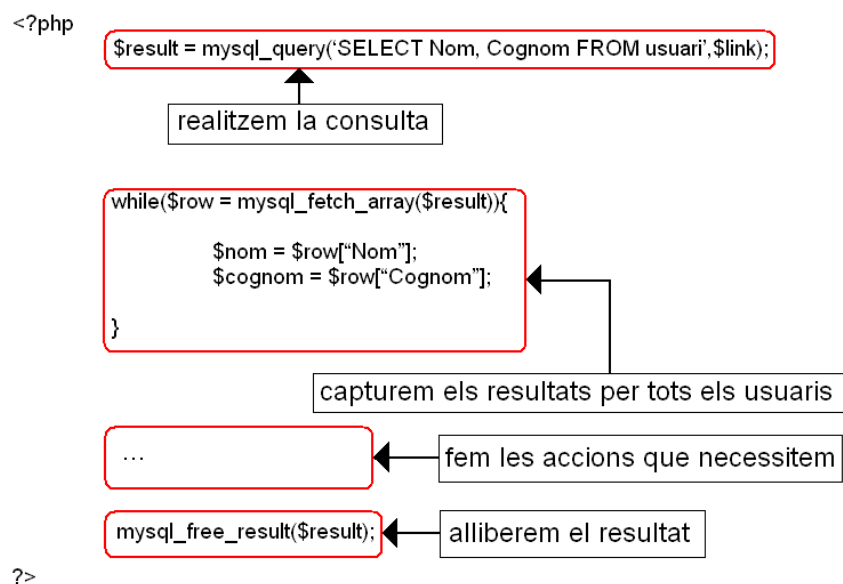 <?php
$result = mysql_query(‘SELECT Nom, Cognom FROM usuari’,$link);
realitzem la consulta
while($row = mysql_fetch_array($result)){
$nom = $row[“Nom”];
$cognom = $row[“Cognom”];
}
capturem els resultats per tots els usuaris
...
fem les accions que necessitem
mysql_free_result($result);
alliberem el resultat
?>